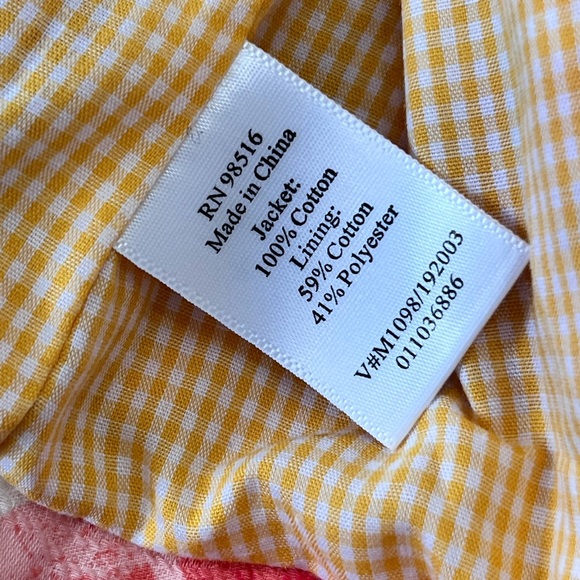 RN 98516
Made in China
Jacket:
100% Cotton
Lining:
59% Cotton
41% Polyester
V#M1098/192003
011036886